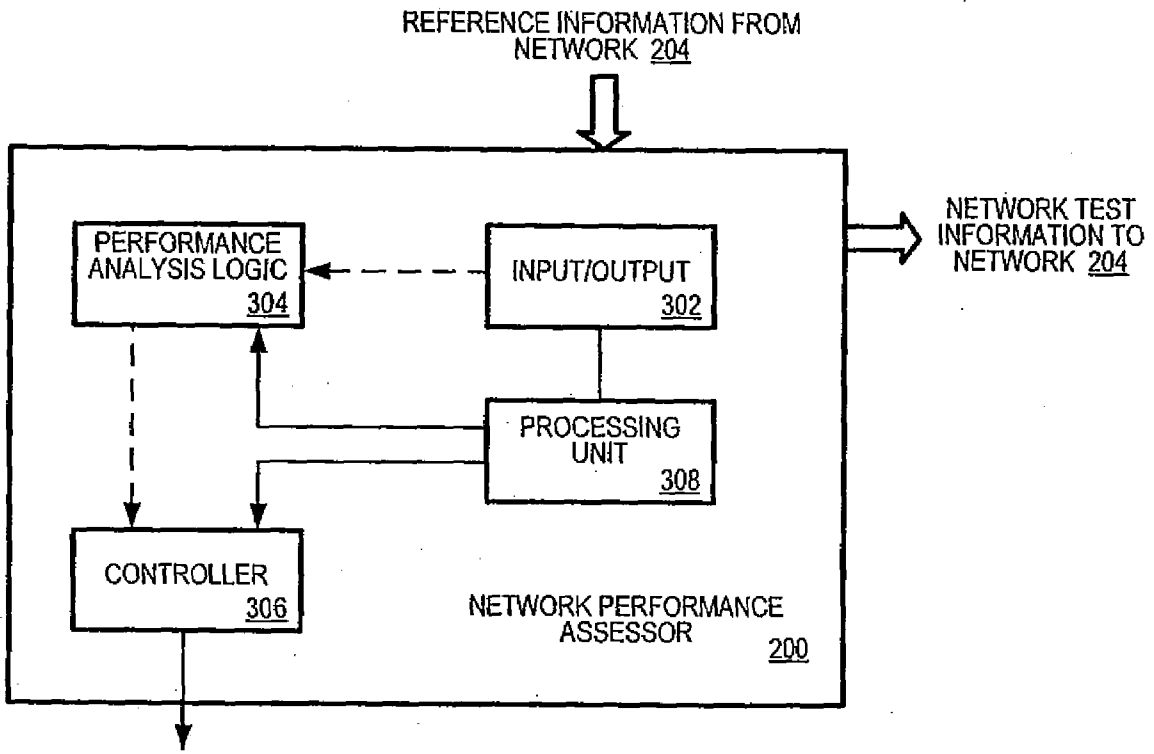 REFERENCE INFORMATION FROM
NETWORK 204
NETWORK TEST
INFORMATION TO
NETWORK 204
PERFORMANCE
ANALYSIS LOGIC
304
INPUT/OUTPUT
302
PROCESSING
UNIT
308
CONTROLLER
306
NETWORK PERFORMANCE
ASSESSOR
200